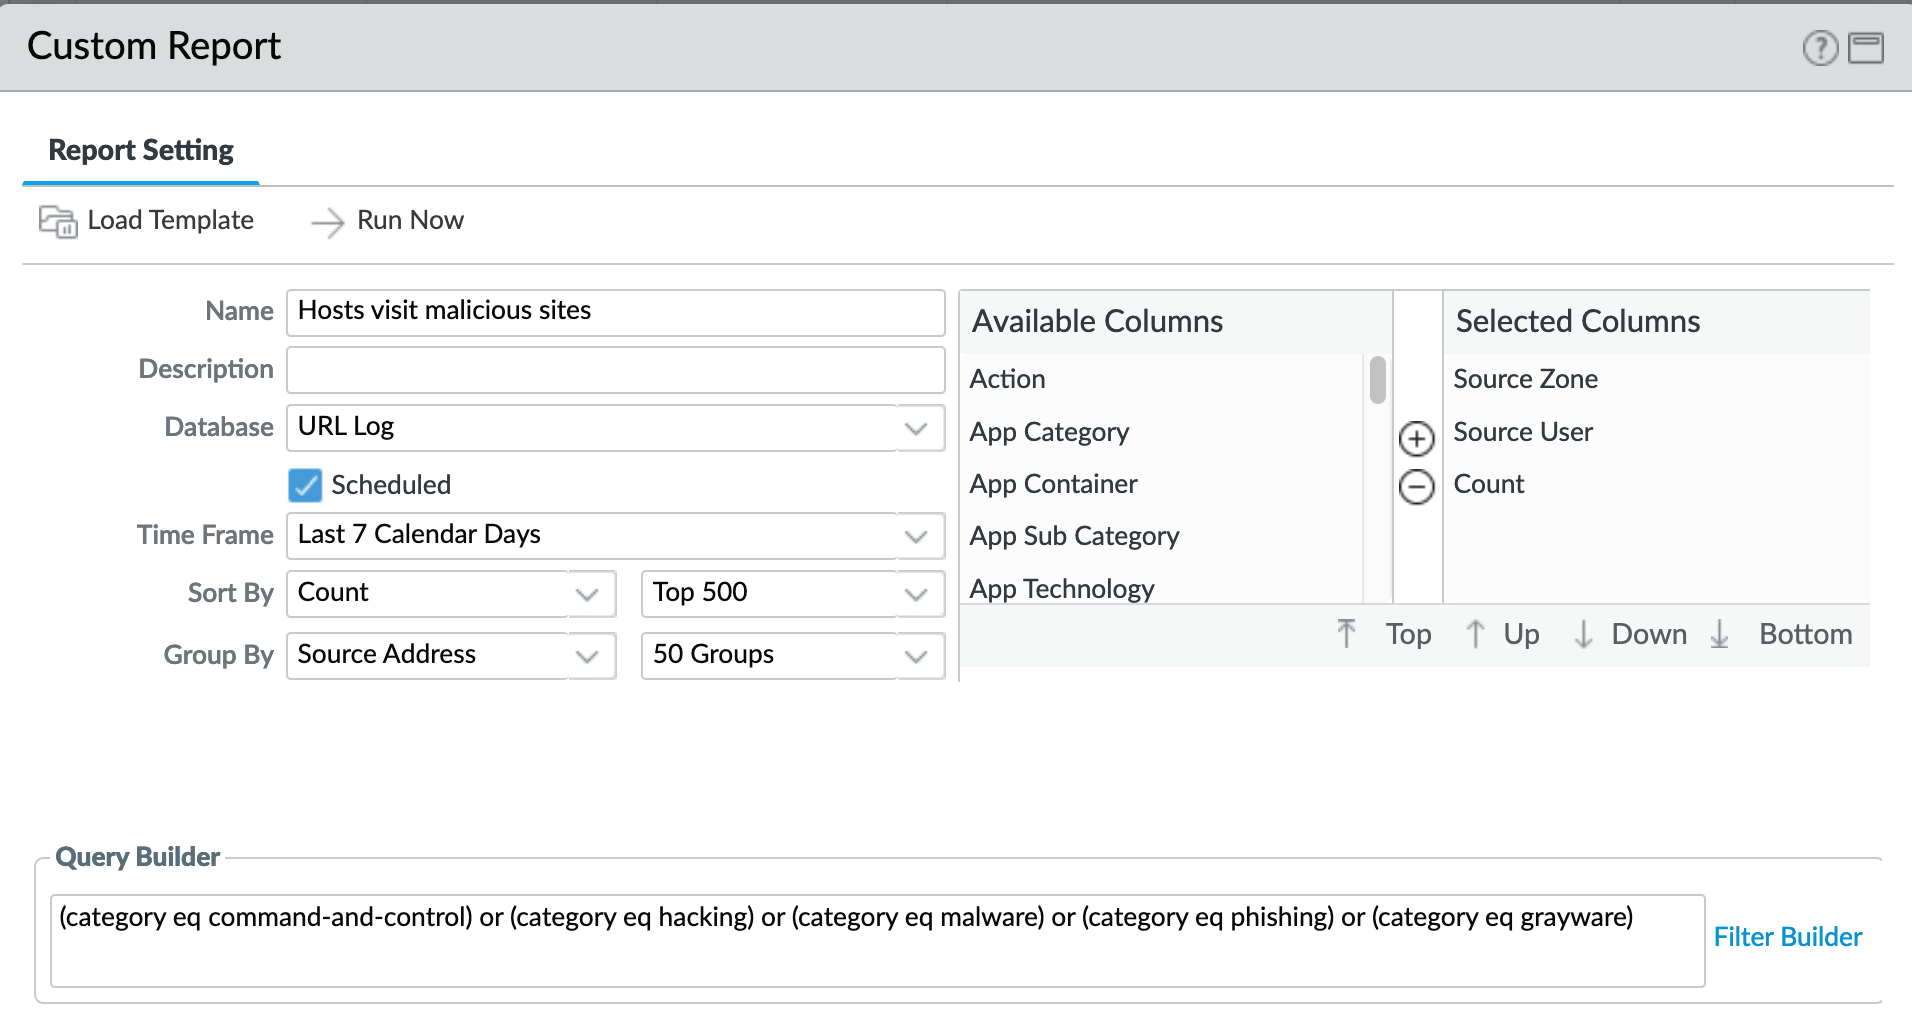 Custom Report
?
Report Setting
Load Template Run Now
Name Hosts visit malicious sites
Description
Database URL Log
Scheduled
Time Frame Last 7 Calendar Days
Sort By Count Top 500
Group By Source Address 50 Groups
Available Columns
Action
App Category
App Container
App Sub Category
App Technology
Selected Columns
Source Zone
Source User
Count
Top Up Down Bottom
Query Builder
(category eq command-and-control) or (category eq hacking) or (category eq malware) or (category eq phishing) or (category eq grayware)
Filter Builder